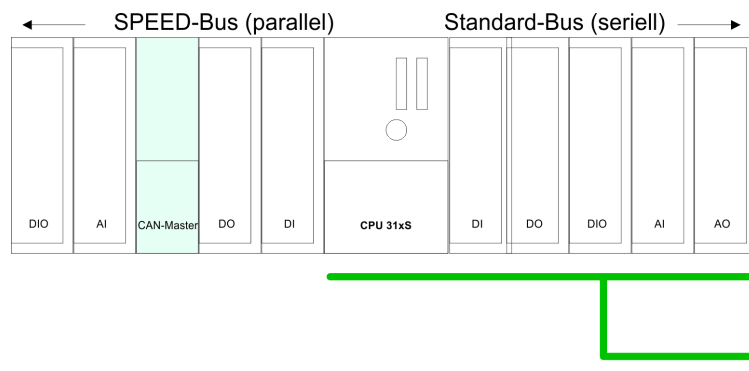 SPEED-Bus (parallel) Standard-Bus (seriell)
DIO AI CAN-Master DO DI CPU 31xS DI DO DIO AI AO